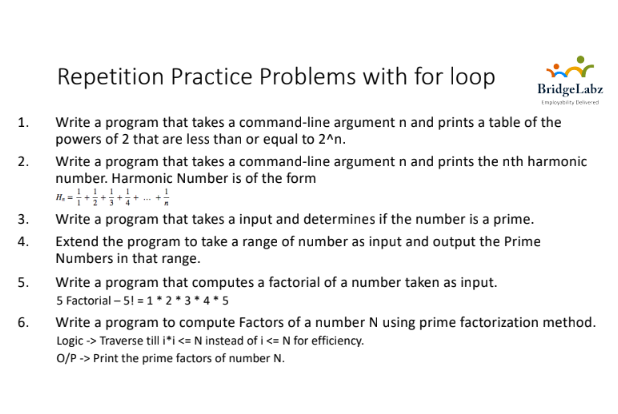 Repetition Practice Problems with for loop
BridgeLabz
Employability Delivered
1. Write a program that takes a command-line argument n and prints a table of the
powers of 2 that are less than or equal to 2^n.
2. Write a program that takes a command-line argument n and prints the nth harmonic
number. Harmonic Number is of the form
Hₙ = 1/1 + 1/2 + 1/3 + 1/4 + ... + 1/n
3. Write a program that takes a input and determines if the number is a prime.
4. Extend the program to take a range of number as input and output the Prime
Numbers in that range.
5. Write a program that computes a factorial of a number taken as input.
5 Factorial – 5! = 1 * 2 * 3 * 4 * 5
6. Write a program to compute Factors of a number N using prime factorization method.
Logic -> Traverse till i*i <= N instead of i <= N for efficiency.
O/P -> Print the prime factors of number N.